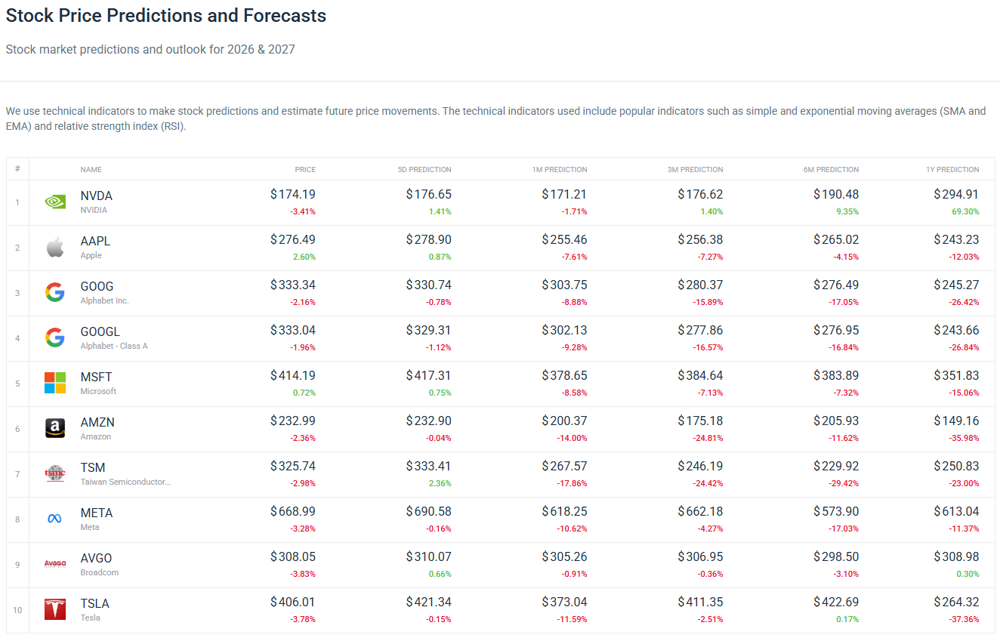 Stock Price Predictions and Forecasts
Stock market predictions and outlook for 2026 & 2027
We use technical indicators to make stock predictions and estimate future price movements. The technical indicators used include popular indicators such as simple and exponential moving averages (SMA and
EMA) and relative strength index (RSI).
# NAME PRICE 5D PREDICTION 1M PREDICTION 3M PREDICTION 6M PREDICTION 1Y PREDICTION
1 NVDA $174.19 $176.65 $171.21 $176.62 $190.48 $294.91
NVIDIA -3.41% 1.41% -1.71% 1.40% 9.35% 69.30%
2 AAPL $276.49 $278.90 $255.46 $256.38 $265.02 $243.23
Apple 2.60% 0.87% -7.61% -7.27% -4.15% -12.03%
3 GOOG $333.34 $330.74 $303.75 $280.37 $276.49 $245.27
Alphabet Inc. -2.16% -0.78% -8.88% -15.89% -17.05% -26.42%
4 GOOGL $333.04 $329.31 $302.13 $277.86 $276.95 $243.66
Alphabet - Class A -1.96% -1.12% -9.28% -16.57% -16.84% -26.84%
5 MSFT $414.19 $417.31 $378.65 $384.64 $383.89 $351.83
Microsoft 0.72% 0.75% -8.58% -7.13% -7.32% -15.06%
6 a AMZN $232.99 $232.90 $200.37 $175.18 $205.93 $149.16
Amazon -2.36% -0.04% -14.00% -24.81% -11.62% -35.98%
7 tsmc TSM $325.74 $333.41 $267.57 $246.19 $229.92 $250.83
Taiwan Semiconductor... -2.98% 2.36% -17.86% -24.42% -29.42% -23.00%
8 META $668.99 $690.58 $618.25 $662.18 $573.90 $613.04
Meta -3.28% -0.16% -10.62% -4.27% -17.03% -11.37%
9 AVAGO AVGO $308.05 $310.07 $305.26 $306.95 $298.50 $308.98
Broadcom -3.83% 0.66% -0.91% -0.36% -3.10% 0.30%
10 TSLA $406.01 $421.34 $373.04 $411.35 $422.69 $264.32
Tesla -3.78% -0.15% -11.59% -2.51% 0.17% -37.36%